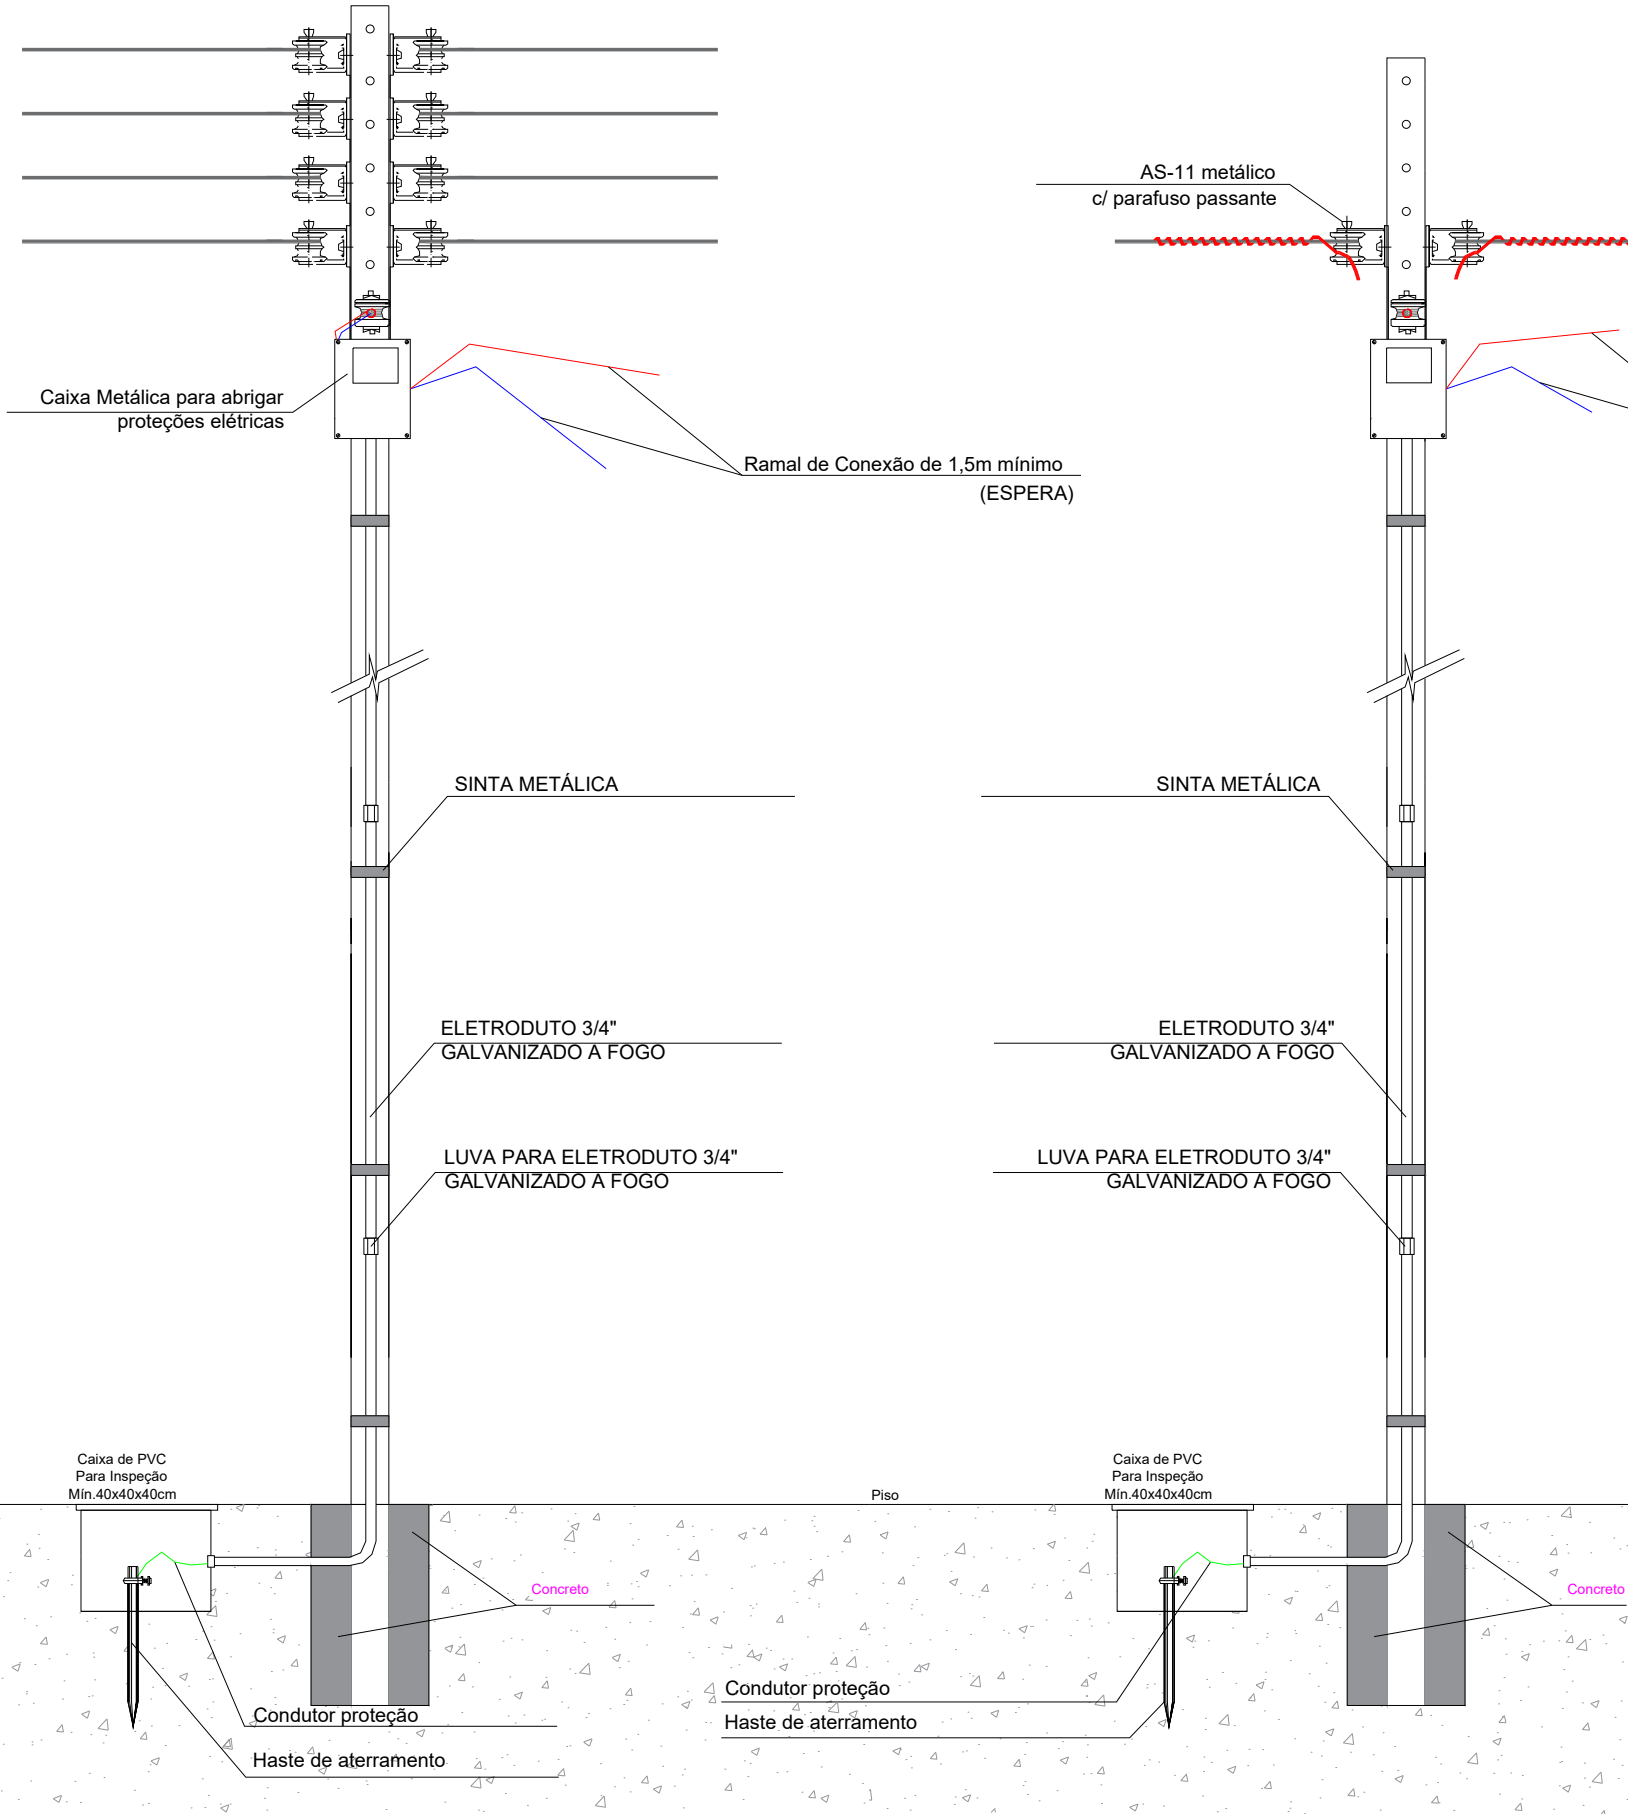 AS-11 metálico
c/ parafuso passante
Caixa Metálica para abrigar
proteções elétricas
Ramal de Conexão de 1,5m mínimo
(ESPERA)
SINTA METÁLICA
SINTA METÁLICA
ELETRODUTO 3/4"
GALVANIZADO A FOGO
ELETRODUTO 3/4"
GALVANIZADO A FOGO
LUVA PARA ELETRODUTO 3/4"
GALVANIZADO A FOGO
LUVA PARA ELETRODUTO 3/4"
GALVANIZADO A FOGO
Caixa de PVC
Para Inspeção
Mín.40x40x40cm
Piso
Caixa de PVC
Para Inspeção
Mín.40x40x40cm
Concreto
Concreto
Condutor proteção
Haste de aterramento
Condutor proteção
Haste de aterramento